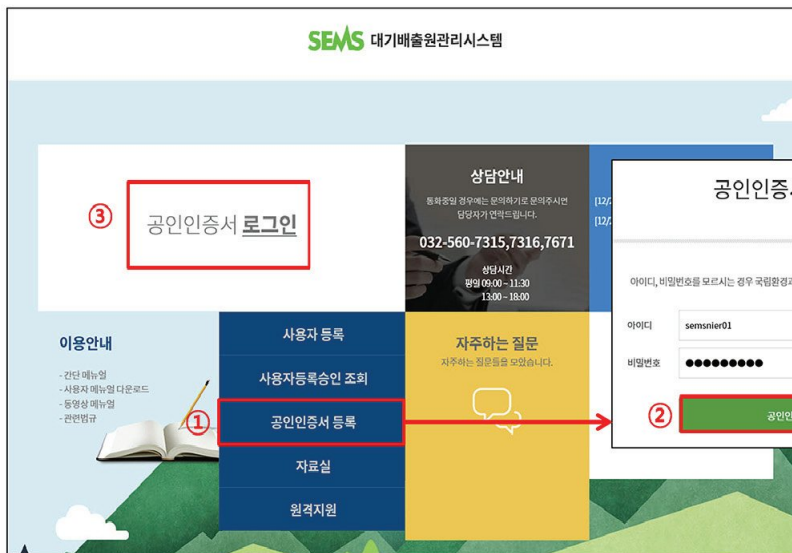 SEMS 대기배출원관리시스템
③
공인인증서 로그인
상담안내
통화중일 경우에는 문의하기로 문의주시면
담당자가 연락드립니다.
032-560-7315,7316,7671
상담시간
평일 09:00 ~ 11:30
13:00 ~ 18:00
[12/
[12/
공인인증
아이디, 비밀번호를 모르시는 경우 국립환경과
아이디
semsnier01
비밀번호
●●●●●●●●●
②
공인인
이용안내
- 간단 메뉴얼
- 사용자 메뉴얼 다운로드
- 동영상 메뉴얼
- 관련법규
사용자 등록
사용자등록승인 조회
①
공인인증서 등록
자료실
원격지원
자주하는 질문
자주하는 질문들을 모았습니다.